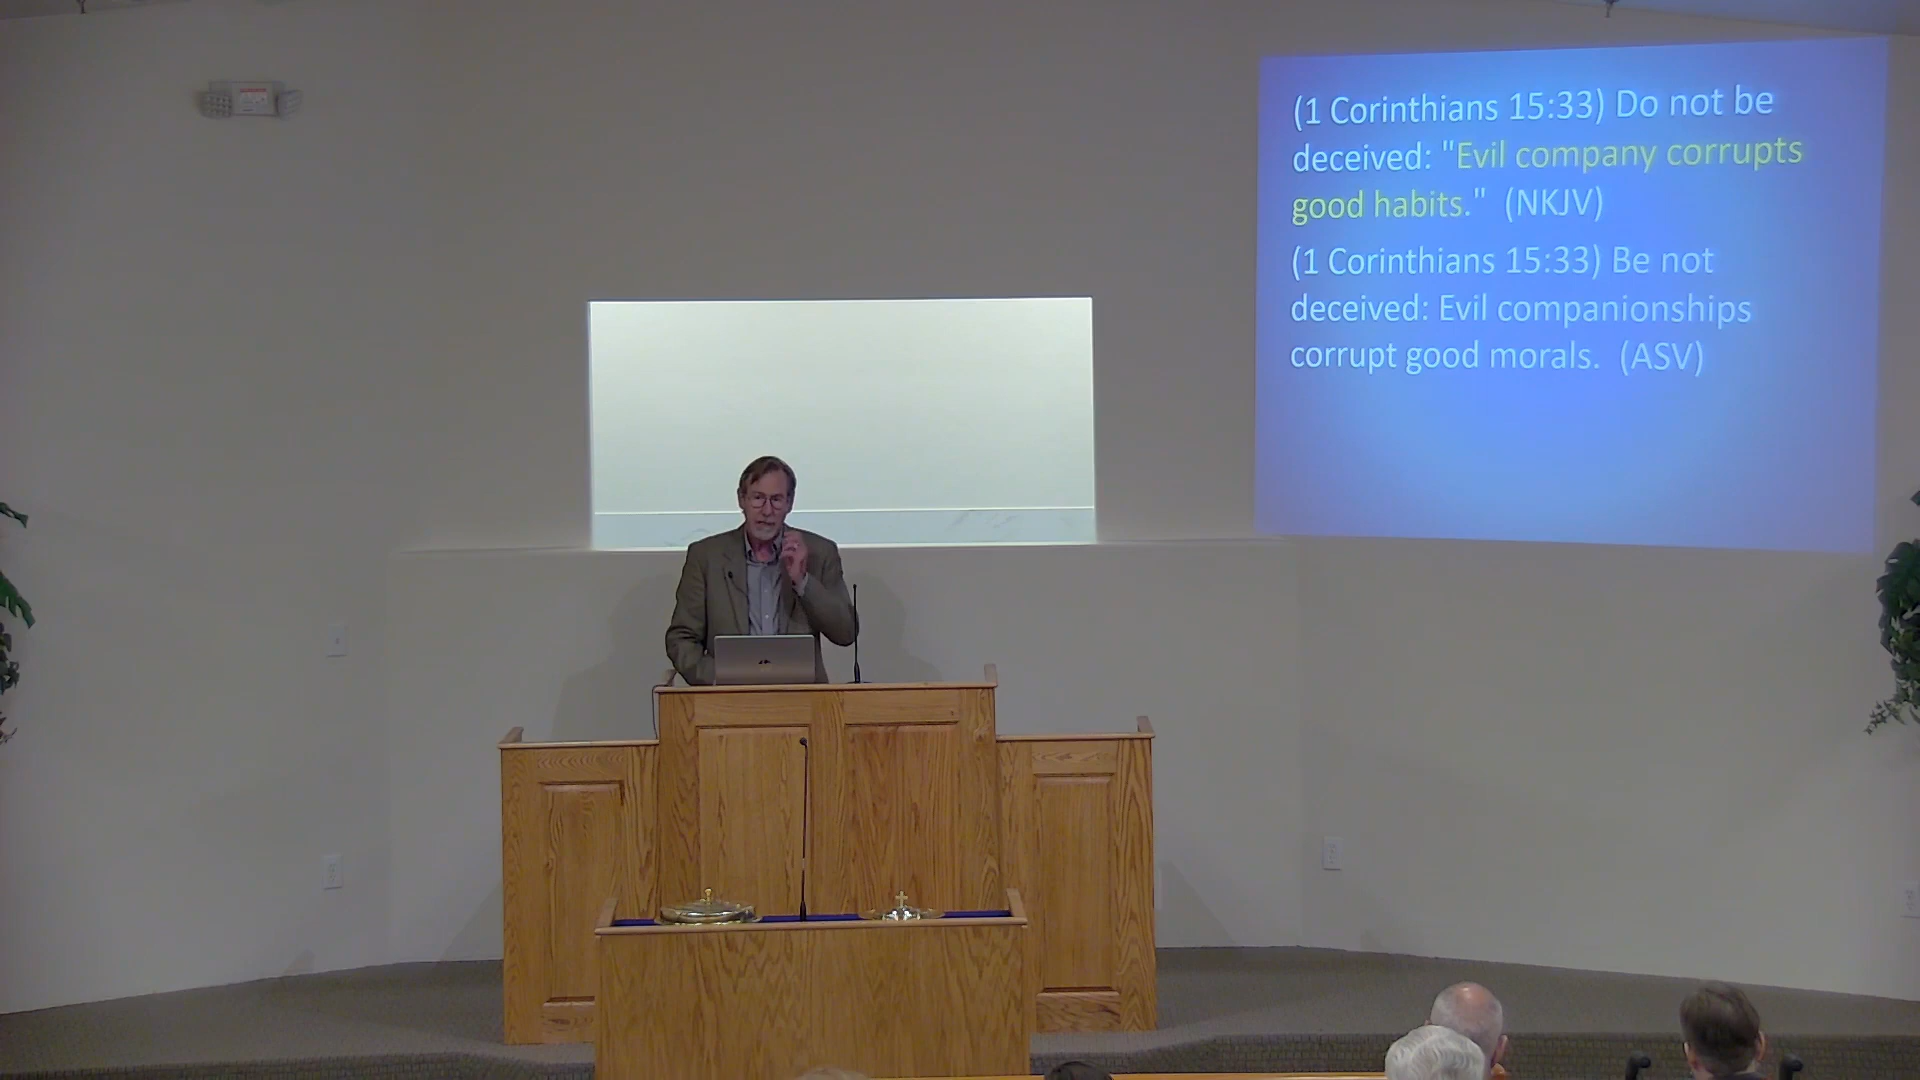 (1 Corinthians 15:33) Do not be
deceived: "Evil company corrupts
good habits."  (NKJV)
(1 Corinthians 15:33) Be not
deceived: Evil companionships
corrupt good morals.  (ASV)